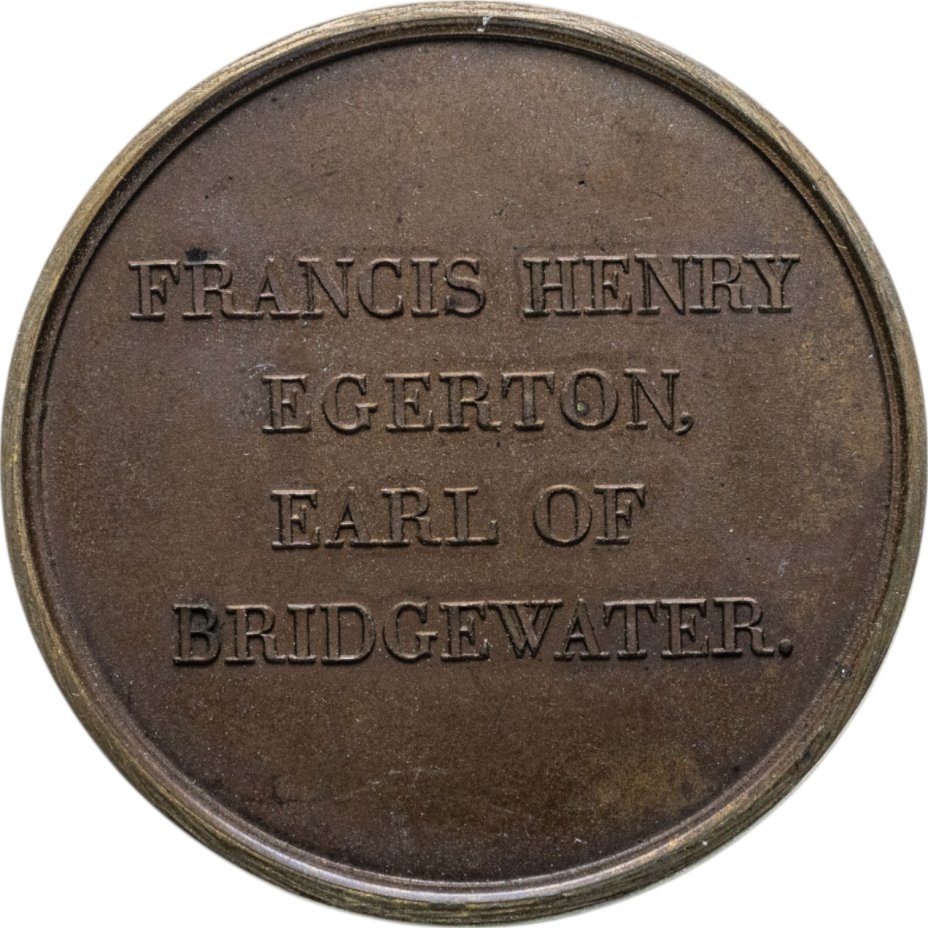 FRANCIS HENRY
EGERTON,
EARL OF
BRIDGEWATER.